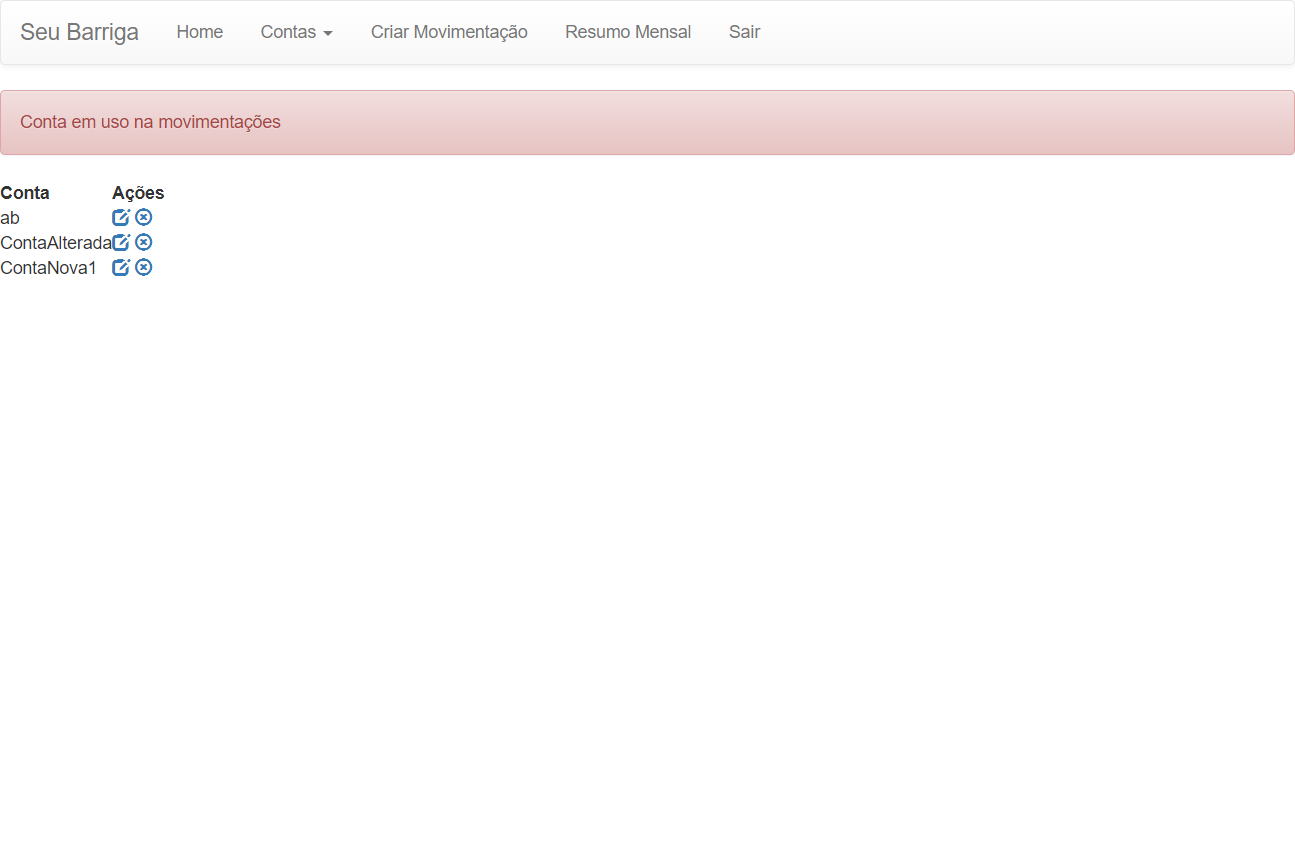 Seu Barriga Home Contas Criar Movimentação Resumo Mensal Sair
Conta em uso na movimentações
Conta Ações
ab
ContaAlterada
ContaNova1